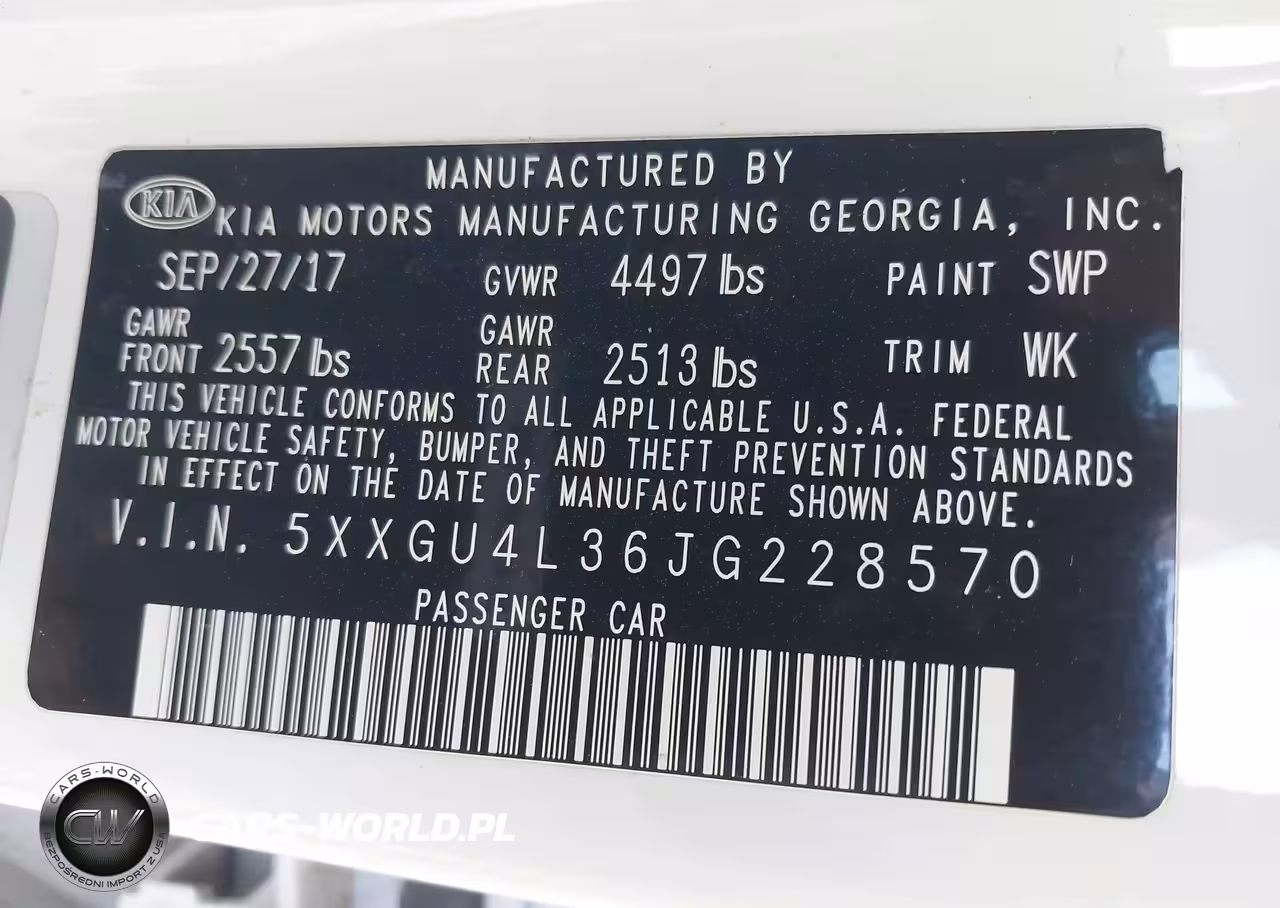 MANUFACTURED BY
KIA
KIA MOTORS MANUFACTURING GEORGIA, INC.
SEP/27/17 GVWR 4497 lbs PAINT SWP
GAWR FRONT 2557 lbs GAWR REAR 2513 lbs TRIM WK
THIS VEHICLE CONFORMS TO ALL APPLICABLE U.S.A. FEDERAL
MOTOR VEHICLE SAFETY, BUMPER, AND THEFT PREVENTION STANDARDS
IN EFFECT ON THE DATE OF MANUFACTURE SHOWN ABOVE.
V.I.N. 5XXGU4L36JG228570
PASSENGER CAR
CARS-WORLD
CW
BEZPOŚREDNI IMPORT Z USA
CARS-WORLD.PL